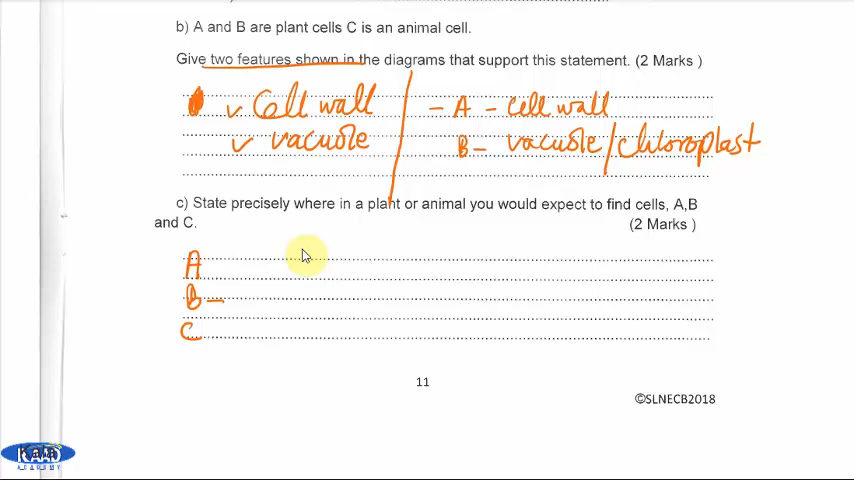 b) A and B are plant cells C is an animal cell.
Give two features shown in the diagrams that support this statement. (2 Marks )
✓ Cell wall
✓ vacuole
– A – cell wall
B – vacuole / chloroplast
c) State precisely where in a plant or animal you would expect to find cells, A,B
and C. (2 Marks )
A
B –
C
11
©SLNECB2018
ACADEMY